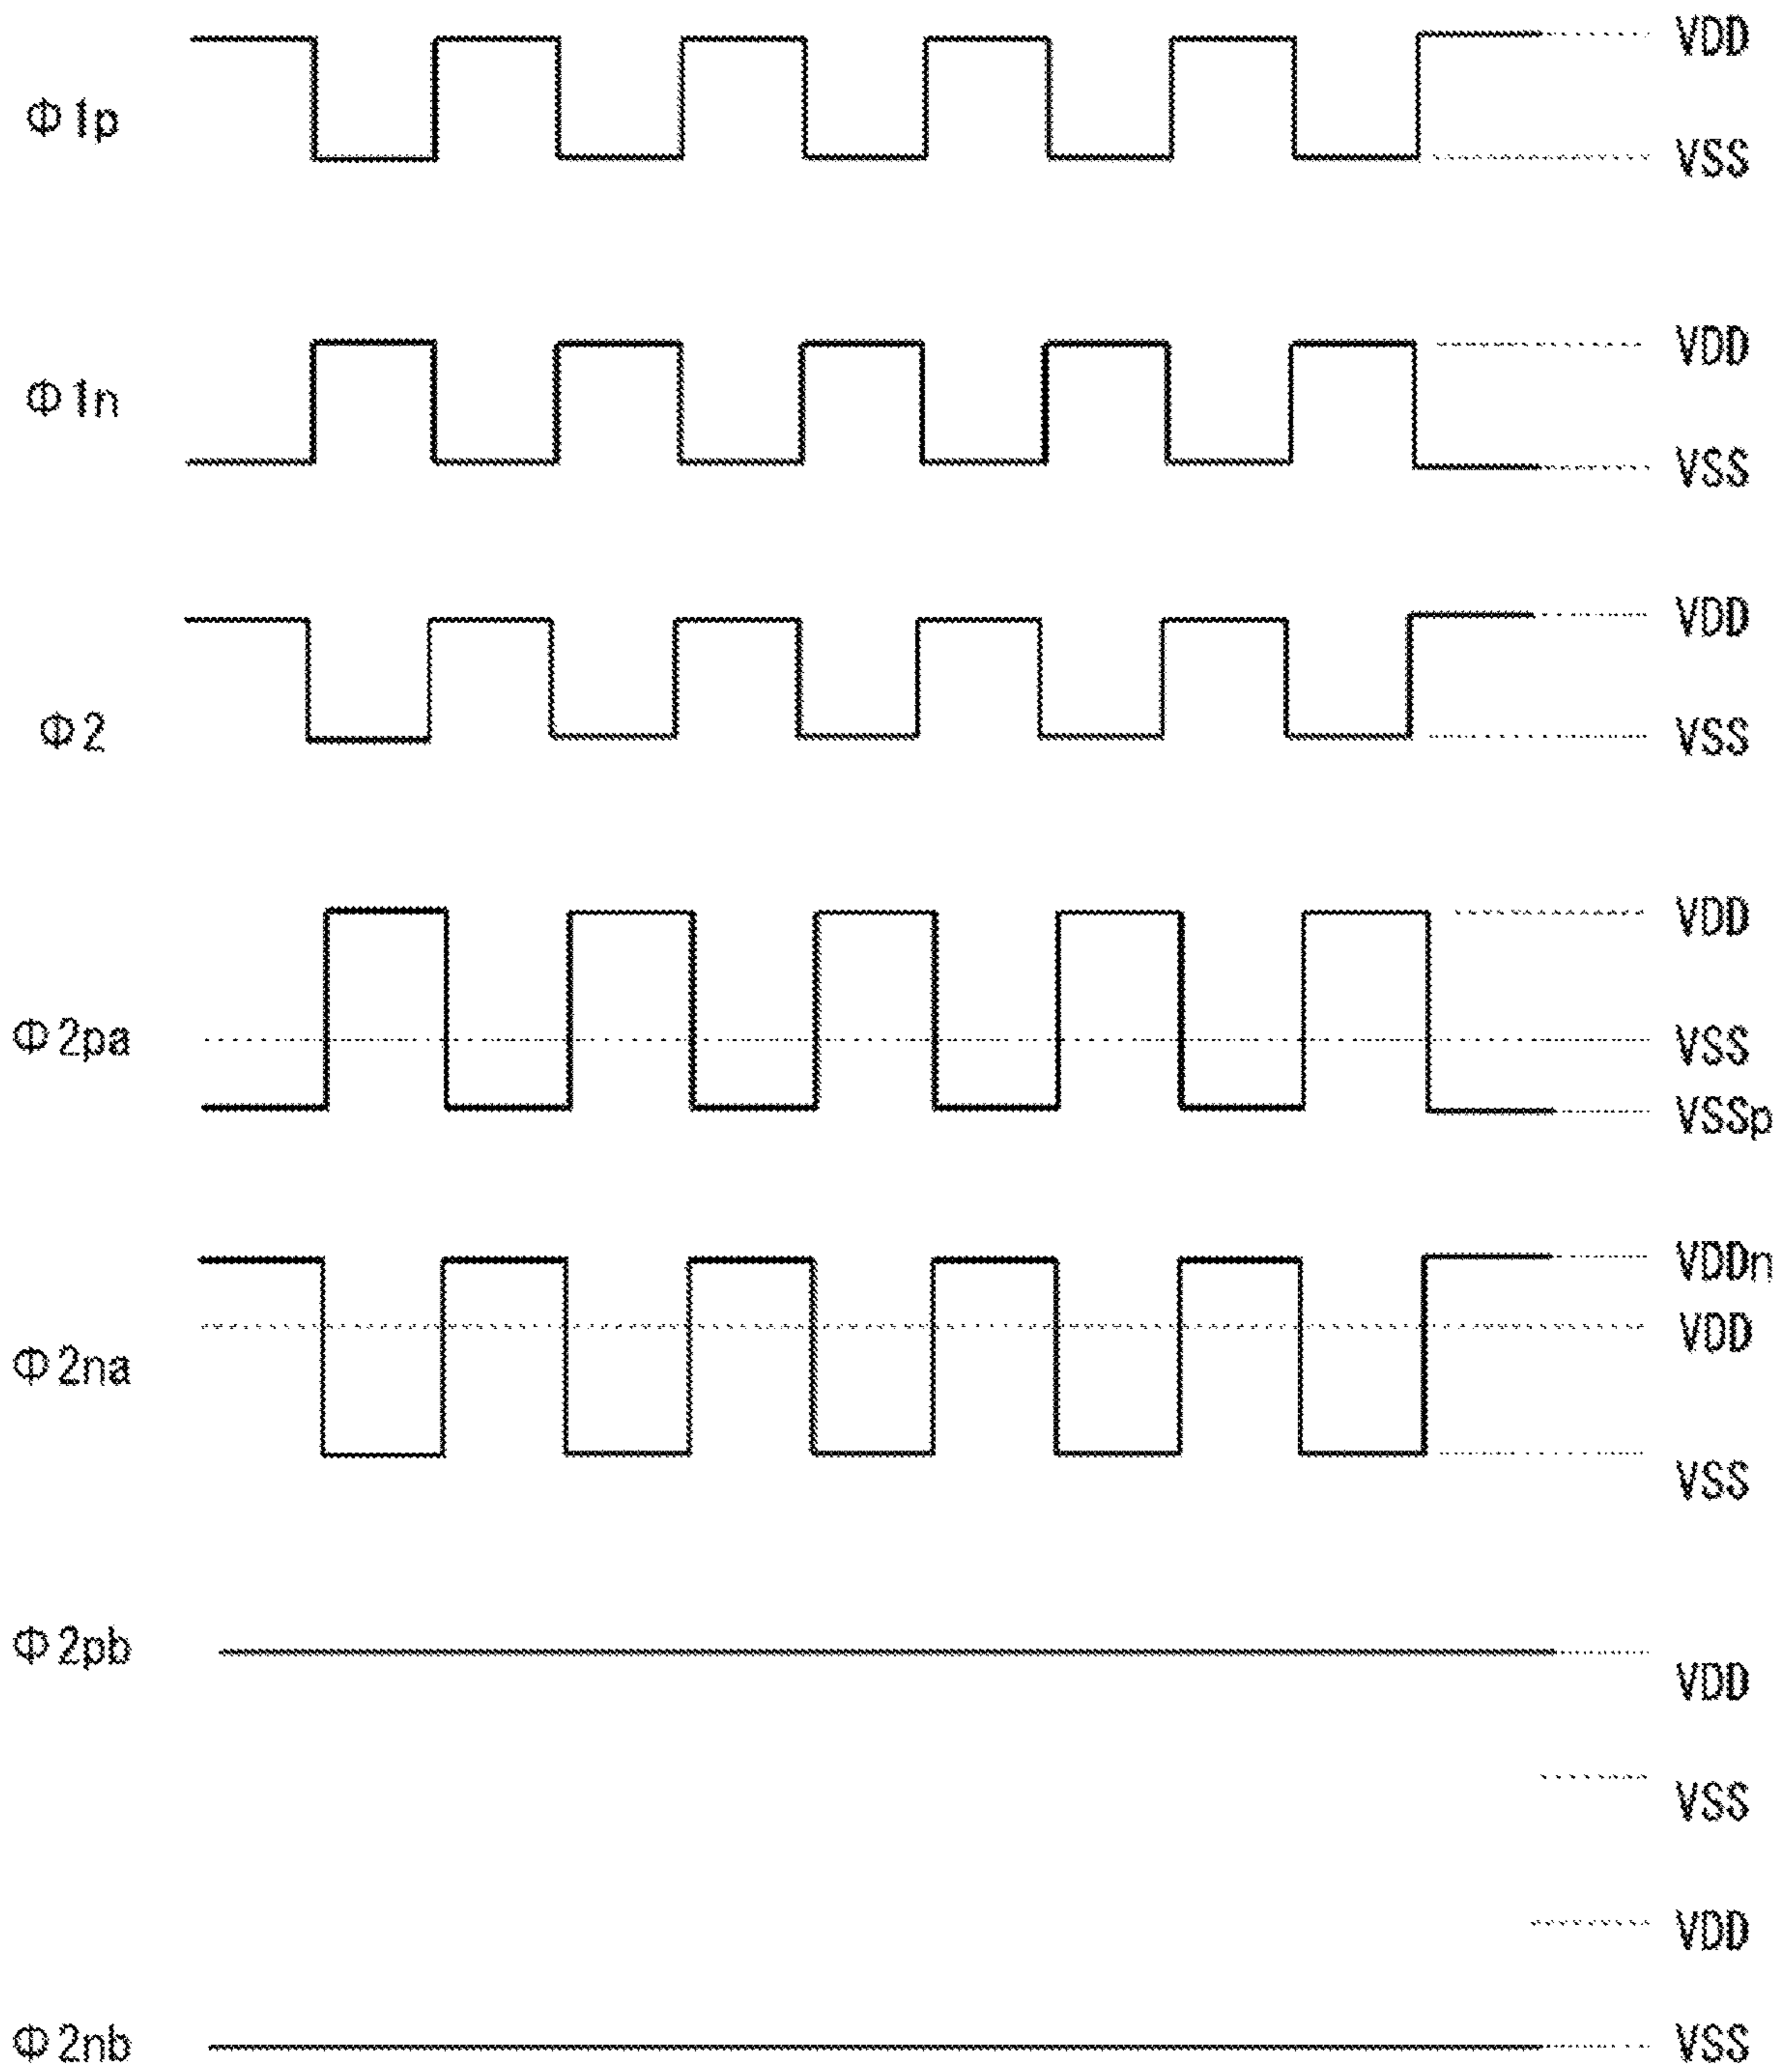 VDD
Φ1p
VSS
VDD
Φ1n
VSS
VDD
Φ2
VSS
VDD
Φ2pa
VSS
VSSp
VDDn
VDD
Φ2na
VSS
Φ2pb
VDD
VSS
VDD
Φ2nb
VSS